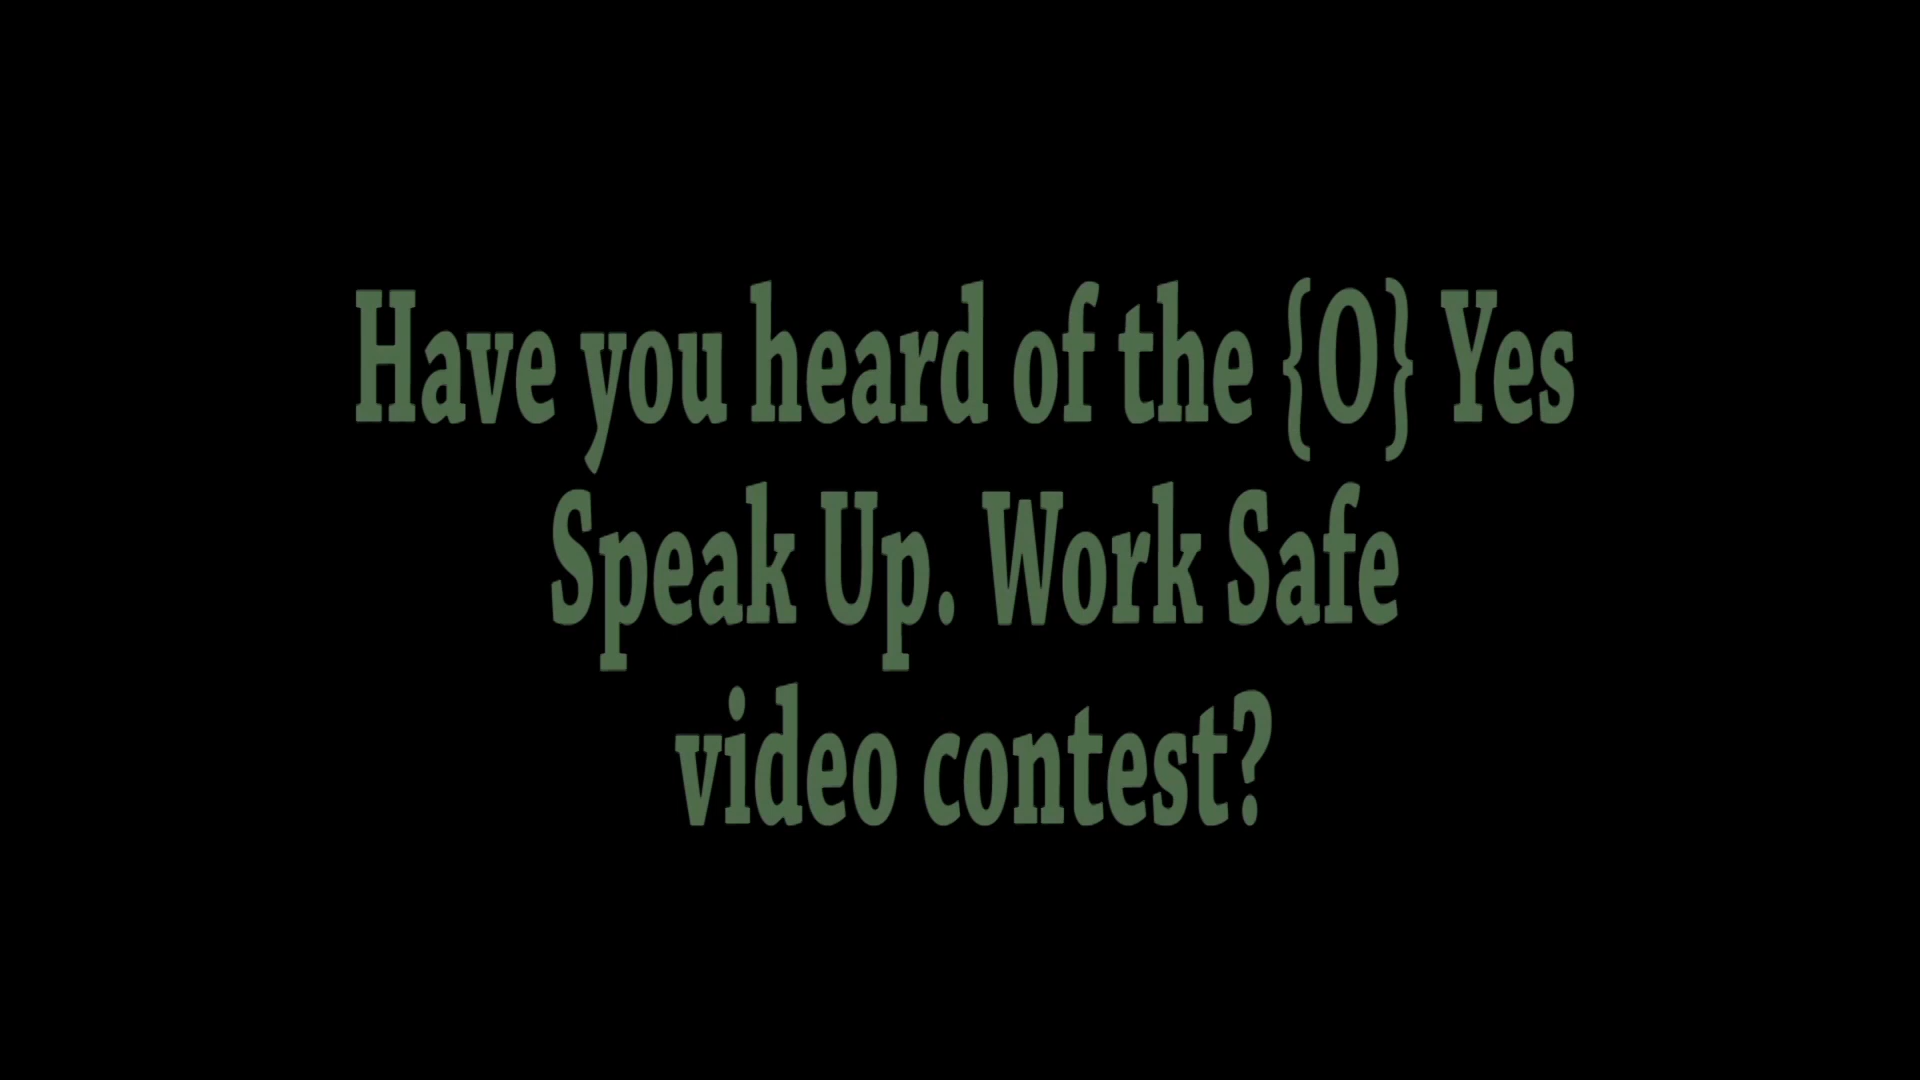 Have you heard of the {O} Yes
Speak Up. Work Safe
video contest?